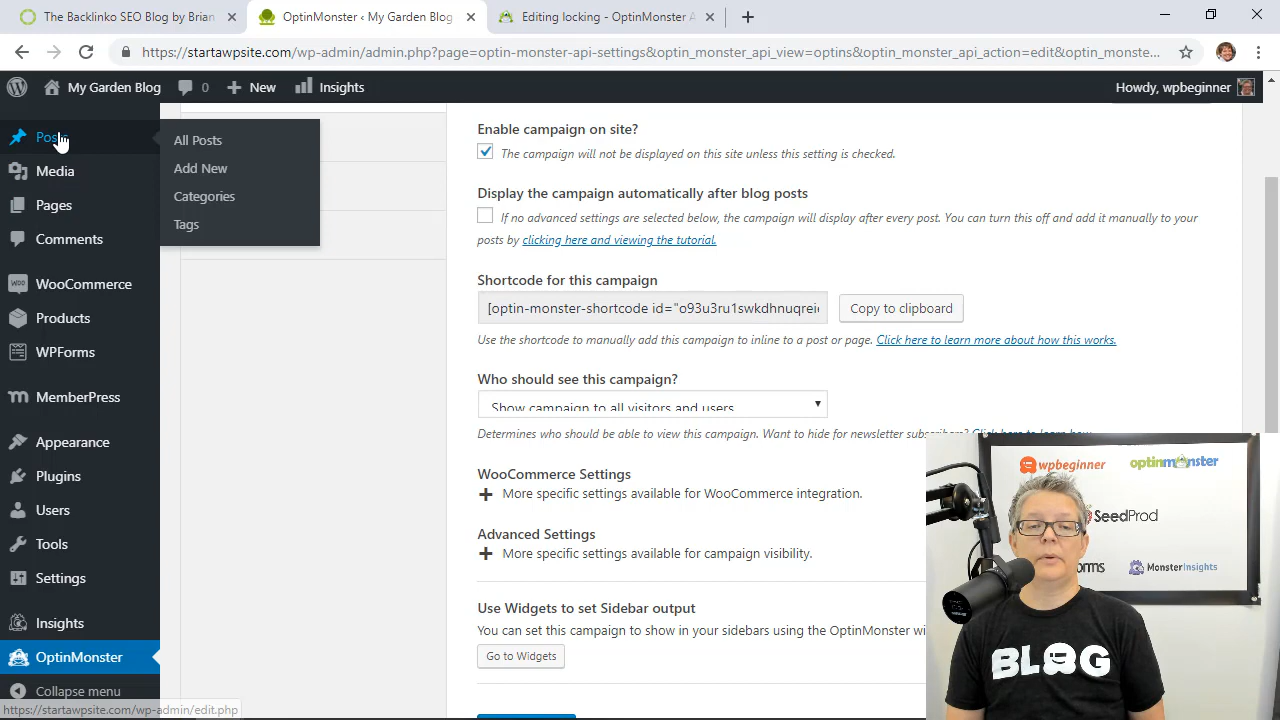 The Backlinko SEO Blog by Brian
OptinMonster ‹ My Garden Blog
Editing locking - OptinMonster A
https://startawpsite.com/wp-admin/admin.php?page=optin-monster-api-settings&optin_monster_api_view=optins&optin_monster_api_action=edit&optin_monste...
My Garden Blog
0
New
Insights
Howdy, wpbeginner
Posts
Media
Pages
Comments
WooCommerce
Products
WPForms
MemberPress
Appearance
Plugins
Users
Tools
Settings
Insights
OptinMonster
Collapse menu
All Posts
Add New
Categories
Tags
Enable campaign on site?
The campaign will not be displayed on this site unless this setting is checked.
Display the campaign automatically after blog posts
If no advanced settings are selected below, the campaign will display after every post. You can turn this off and add it manually to your
posts by clicking here and viewing the tutorial.
Shortcode for this campaign
[optin-monster-shortcode id="o93u3ru1swkdhnuqreie
Copy to clipboard
Use the shortcode to manually add this campaign to inline to a post or page. Click here to learn more about how this works.
Who should see this campaign?
Show campaign to all visitors and users
Determines who should be able to view this campaign. Want to hide for newsletter subscribers? Click here to learn how.
WooCommerce Settings
More specific settings available for WooCommerce integration.
Advanced Settings
More specific settings available for campaign visibility.
Use Widgets to set Sidebar output
You can set this campaign to show in your sidebars using the OptinMonster wi
Go to Widgets
https://startawpsite.com/wp-admin/edit.php
wpbeginner
optinmonster
SeedProd
orms
MonsterInsights
BLOG